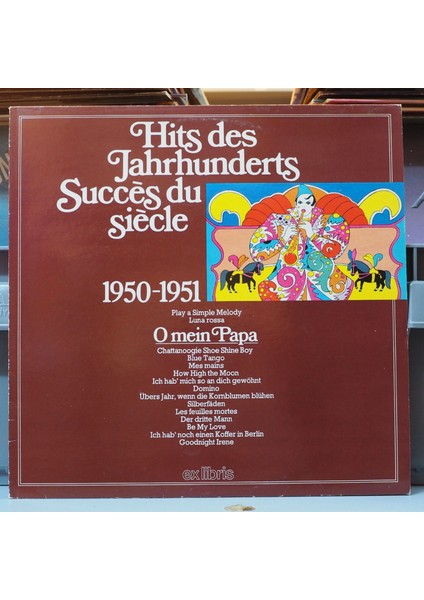 Hits des
Jahrhunderts
Succès du
siècle
1950-1951
Play a Simple Melody
Luna rossa
O mein Papa
Chattanoogie Shoe Shine Boy
Blue Tango
Mes mains
How High the Moon
Ich hab' mich so an dich gewöhnt
Domino
Übers Jahr, wenn die Kornblumen blühen
Silberfäden
Les feuilles mortes
Der dritte Mann
Be My Love
Ich hab' noch einen Koffer in Berlin
Goodnight Irene
ex libris